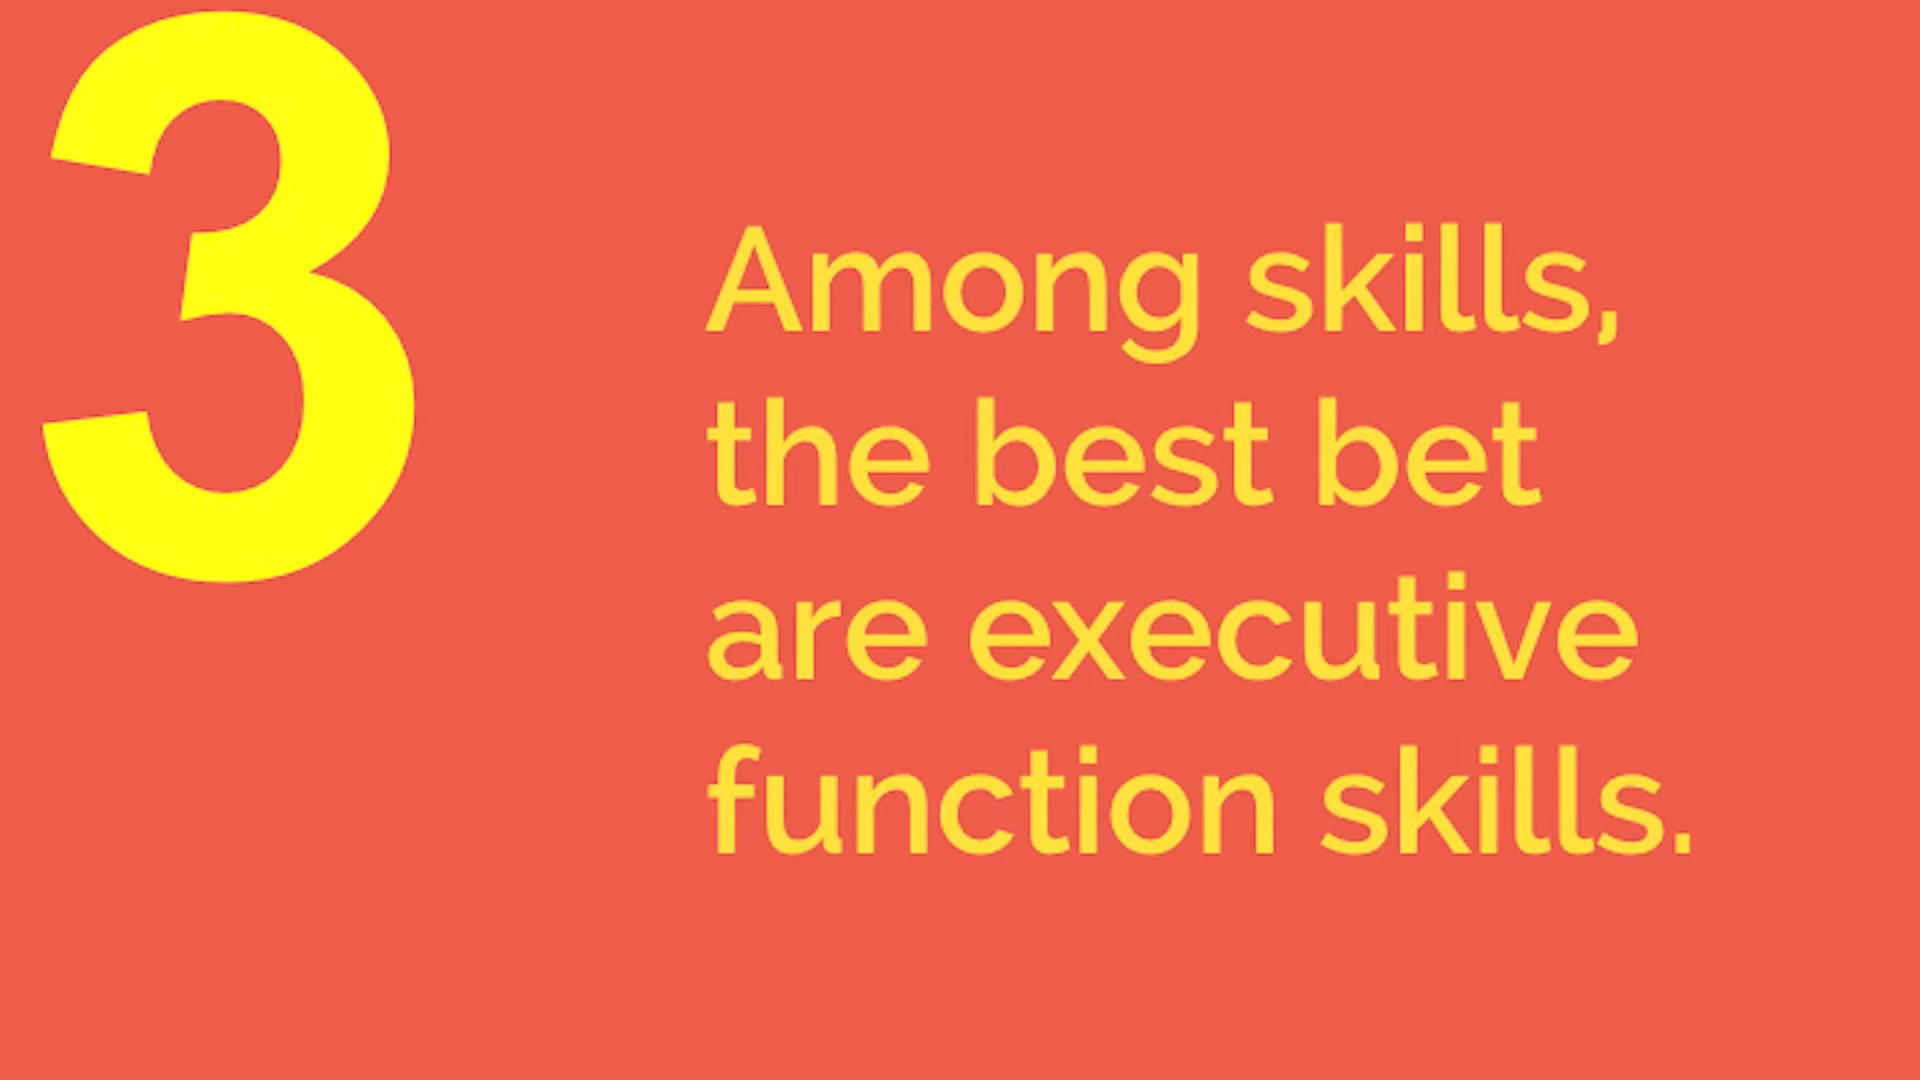 3
Among skills,
the best bet
are executive
function skills.